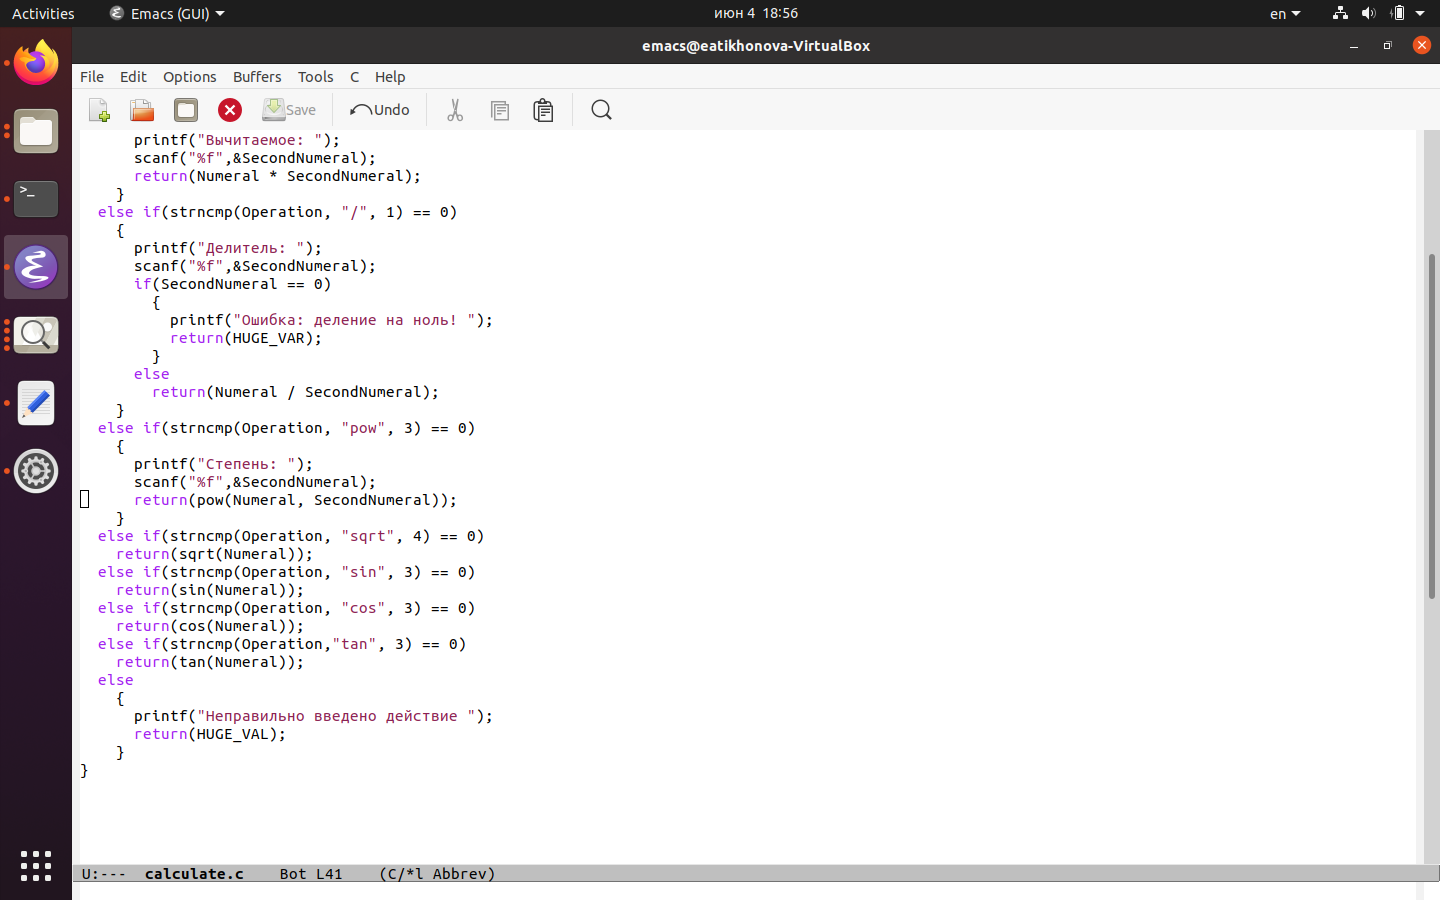 Activities Emacs (GUI) июн 4 18:56 en
emacs@eatikhonova-VirtualBox
File Edit Options Buffers Tools C Help
Save Undo
printf("Вычитаемое: ");
scanf("%f",&SecondNumeral);
return(Numeral * SecondNumeral);
}
else if(strncmp(Operation, "/", 1) == 0)
{
printf("Делитель: ");
scanf("%f",&SecondNumeral);
if(SecondNumeral == 0)
{
printf("Ошибка: деление на ноль! ");
return(HUGE_VAR);
}
else
return(Numeral / SecondNumeral);
}
else if(strncmp(Operation, "pow", 3) == 0)
{
printf("Степень: ");
scanf("%f",&SecondNumeral);
return(pow(Numeral, SecondNumeral));
}
else if(strncmp(Operation, "sqrt", 4) == 0)
return(sqrt(Numeral));
else if(strncmp(Operation, "sin", 3) == 0)
return(sin(Numeral));
else if(strncmp(Operation, "cos", 3) == 0)
return(cos(Numeral));
else if(strncmp(Operation,"tan", 3) == 0)
return(tan(Numeral));
else
{
printf("Неправильно введено действие ");
return(HUGE_VAL);
}
}
U:--- calculate.c Bot L41 (C/*l Abbrev)